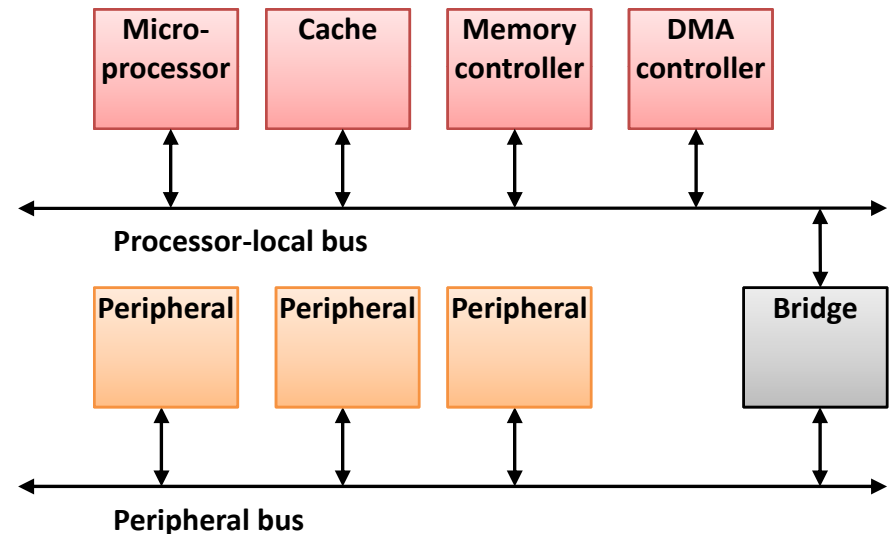 Micro-
processor
Cache
Memory
controller
DMA
controller
Processor-local bus
Peripheral
Peripheral
Peripheral
Bridge
Peripheral bus